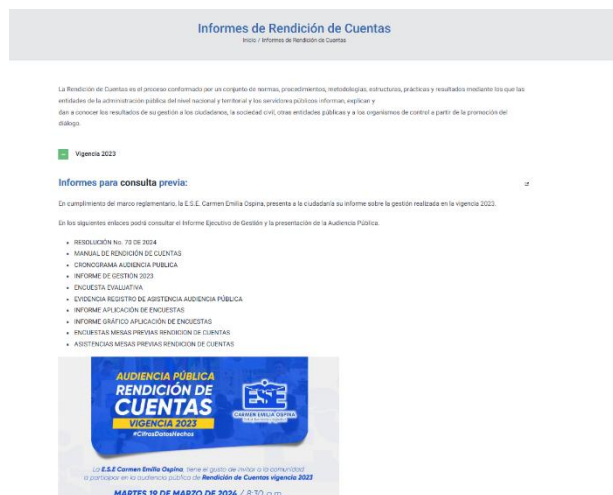 Informes de Rendición de Cuentas
Inicio / Informes de Rendición de Cuentas
La Rendición de Cuentas es el proceso conformado por un conjunto de normas, procedimientos, metodologías, estructuras, prácticas y resultados mediante los que las
entidades de la administración pública del nivel nacional y territorial y los servidores públicos informan, explican y
dan a conocer los resultados de su gestión a los ciudadanos, la sociedad civil, otras entidades públicas y a los organismos de control a partir de la promoción del
diálogo.
Vigencia 2023
Informes para consulta previa:
En cumplimiento del marco reglamentario, la E.S.E. Carmen Emilia Ospina, presenta a la ciudadanía su informe sobre la gestión realizada en la vigencia 2023.
En los siguientes enlaces podrá consultar el Informe Ejecutivo de Gestión y la presentación de la Audiencia Pública.
RESOLUCIÓN No. 70 DE 2024
MANUAL DE RENDICIÓN DE CUENTAS
CRONOGRAMA AUDIENCIA PUBLICA
INFORME DE GESTIÓN 2023
ENCUESTA EVALUATIVA
EVIDENCIA REGISTRO DE ASISTENCIA AUDIENCIA PÚBLICA
INFORME APLICACIÓN DE ENCUESTAS
INFORME GRÁFICO APLICACIÓN DE ENCUESTAS
ENCUESTAS MESAS PREVIAS RENDICION DE CUENTAS
ASISTENCIAS MESAS PREVIAS RENDICION DE CUENTAS
AUDIENCIA PÚBLICA
RENDICIÓN DE
CUENTAS
VIGENCIA 2023
#CifrasDatosHechos
ESE
CARMEN EMILIA OSPINA
La E.S.E Carmen Emilia Ospina, tiene el gusto de invitar a la comunidad
a participar en la audiencia pública de Rendición de Cuentas vigencia 2023
MARTES 19 DE MARZO DE 2024 / 8:30 a.m.